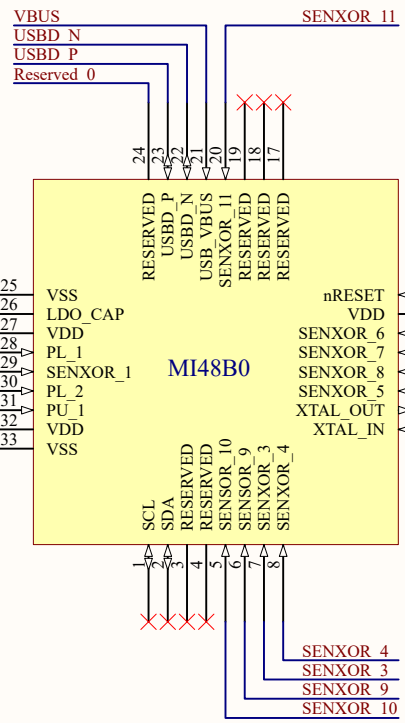 VBUS
SENXOR_11
USBD_N
USBD_P
Reserved_0
24
23
22
21
20
19
18
17
RESERVED
USBD_P
USBD_N
USB_VBUS
SENXOR_11
RESERVED
RESERVED
RESERVED
25 VSS
26 LDO_CAP
27 VDD
28 PL_1
29 SENXOR_1
30 PL_2
31 PU_1
32 VDD
33 VSS
MI48B0
nRESET
VDD
SENXOR_6
SENXOR_7
SENXOR_8
SENXOR_5
XTAL_OUT
XTAL_IN
SCL
SDA
RESERVED
RESERVED
SENSOR_10
SENXOR_9
SENXOR_3
SENXOR_4
1
2
3
4
5
6
7
8
SENXOR_4
SENXOR_3
SENXOR_9
SENXOR_10